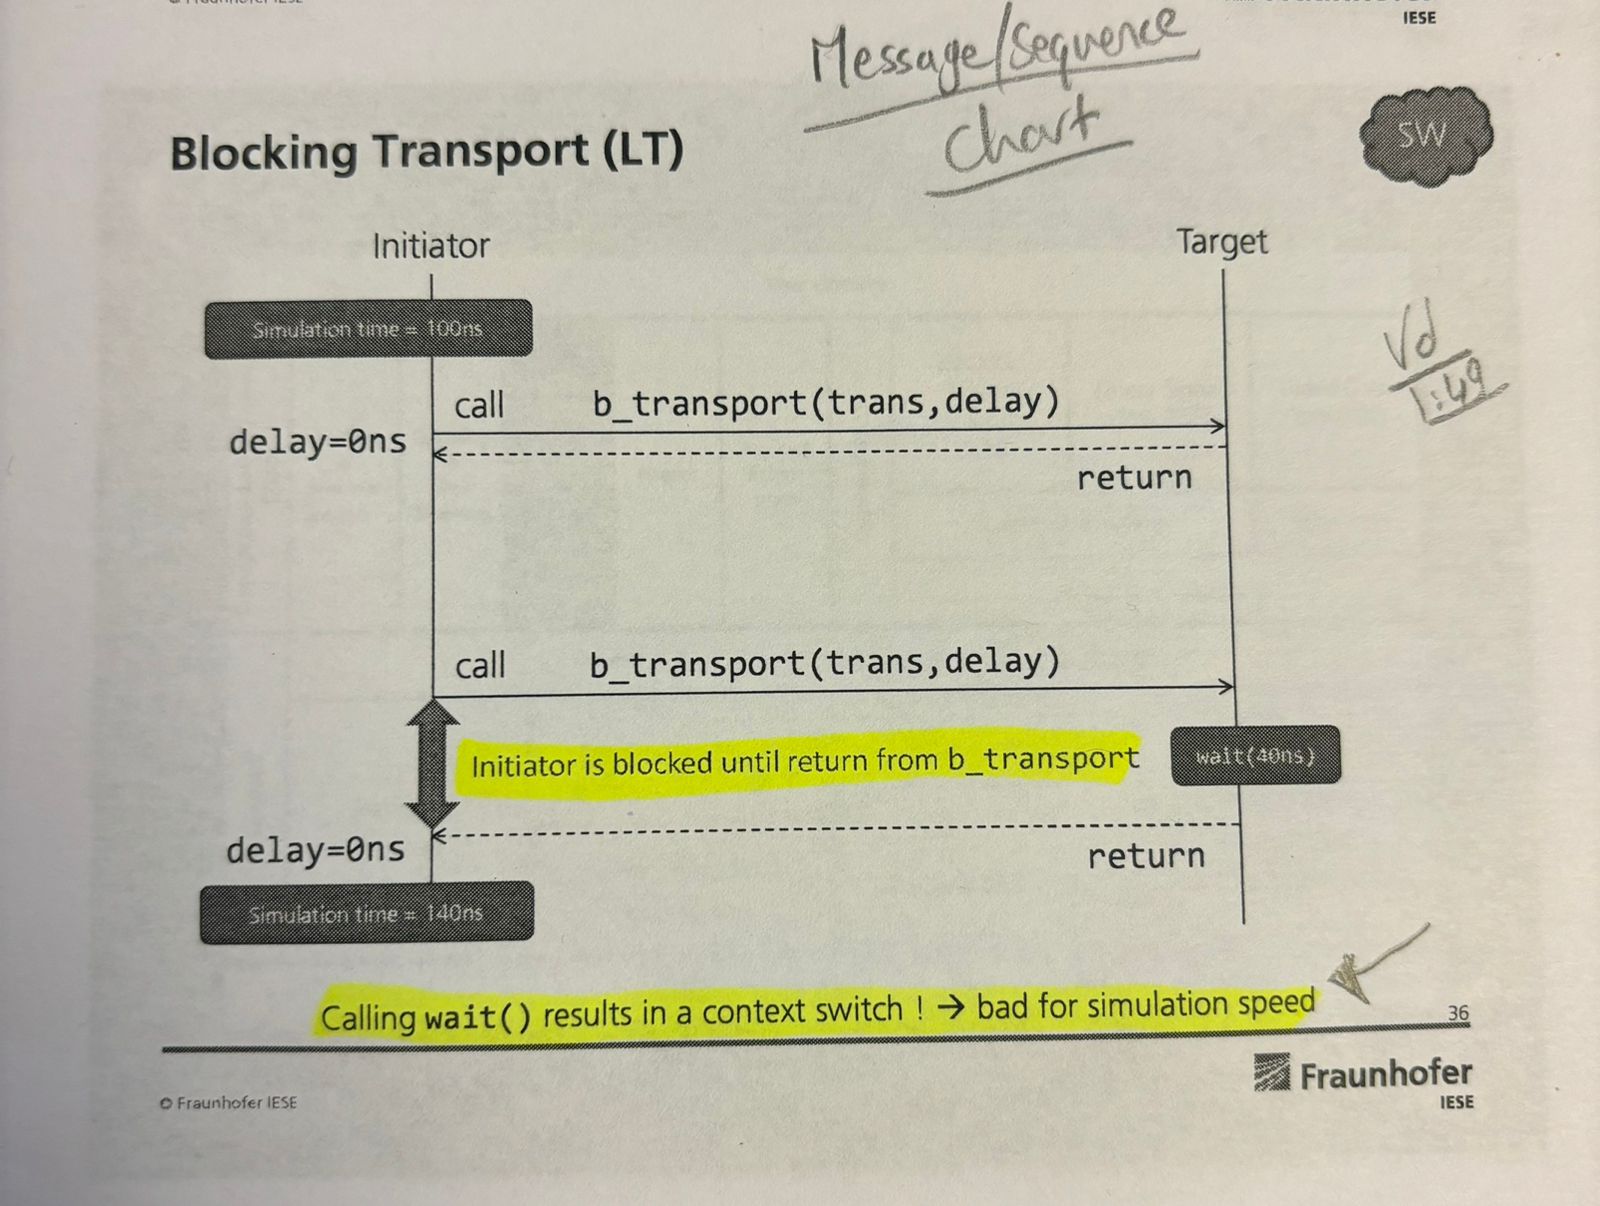 IESE
Message/Sequence
Chart
SW
Blocking Transport (LT)
Initiator
Target
Simulation time = 100ns
Vd
1:49
call b_transport(trans,delay)
delay=0ns
return
call b_transport(trans,delay)
Initiator is blocked until return from b_transport
wait(40ns)
delay=0ns
return
Simulation time = 140ns
Calling wait() results in a context switch ! → bad for simulation speed
36
Fraunhofer
IESE
© Fraunhofer IESE